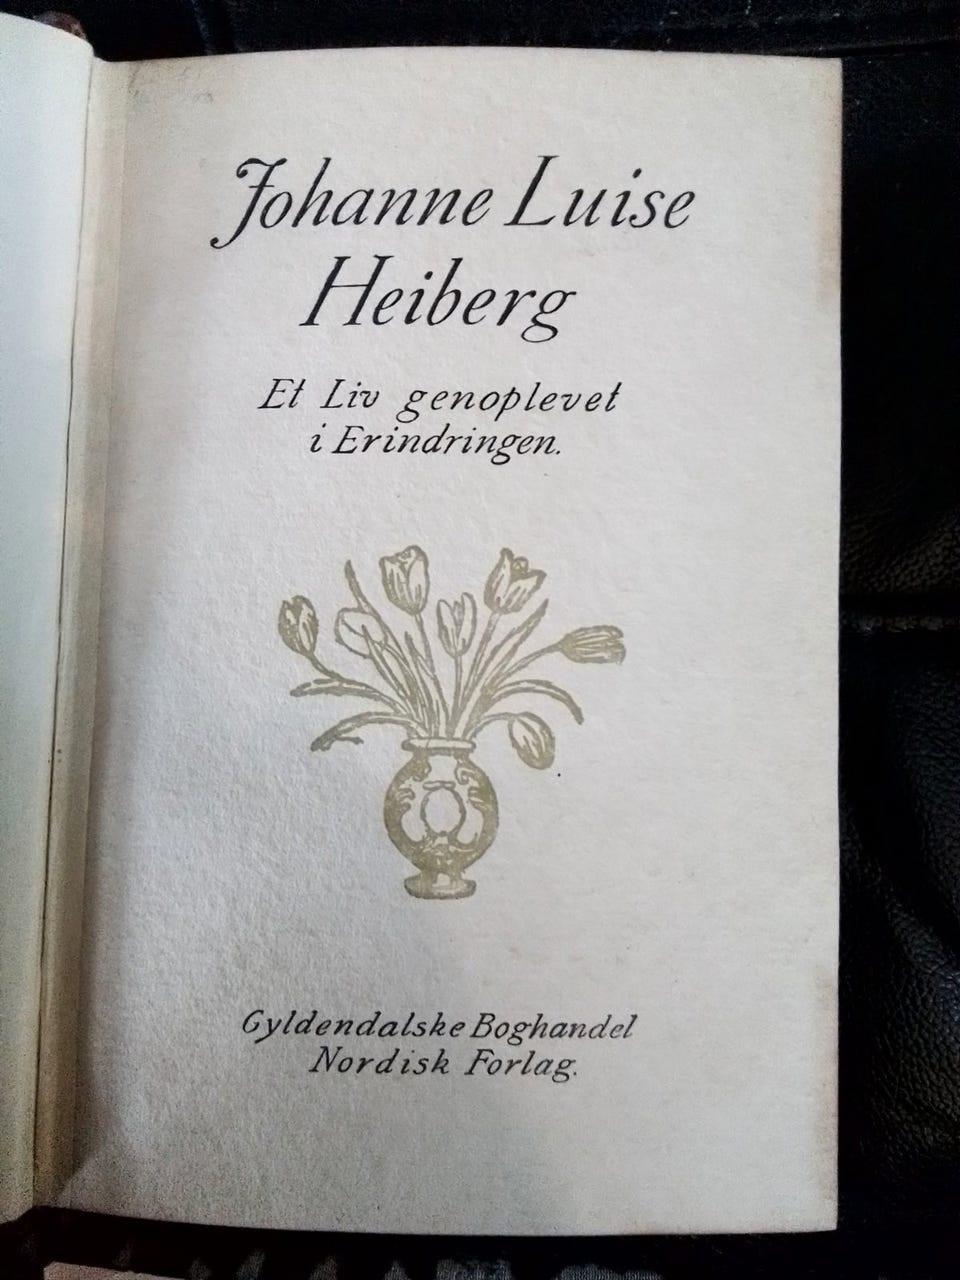 Johanne Luise
Heiberg
Et Liv genoplevet
i Erindringen.
Gyldendalske Boghandel
Nordisk Forlag.